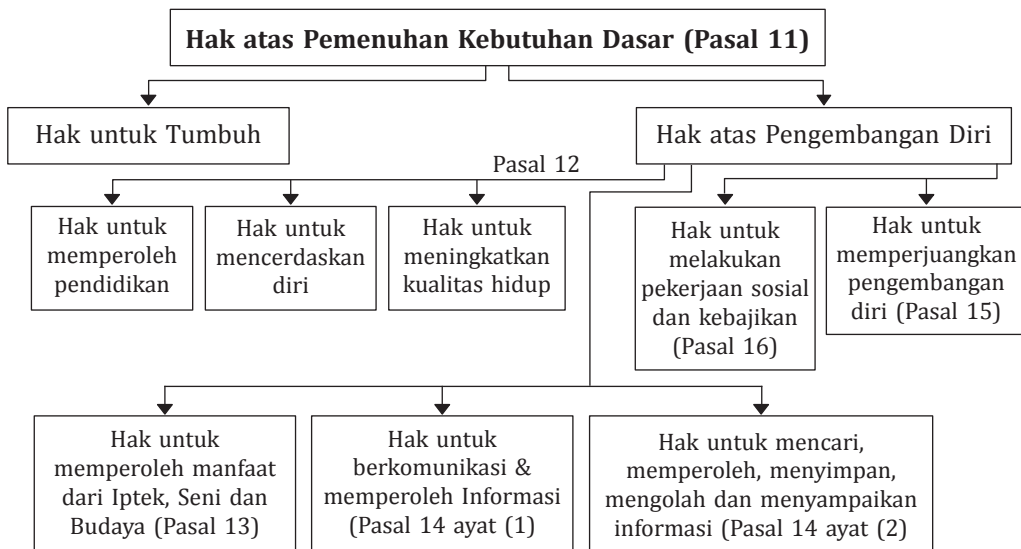 Hak atas Pemenuhan Kebutuhan Dasar (Pasal 11)
Hak untuk Tumbuh
Hak atas Pengembangan Diri
Pasal 12
Hak untuk
memperoleh
pendidikan
Hak untuk
mencerdaskan
diri
Hak untuk
meningkatkan
kualitas hidup
Hak untuk
melakukan
pekerjaan sosial
dan kebajikan
(Pasal 16)
Hak untuk
memperjuangkan
pengembangan
diri (Pasal 15)
Hak untuk
memperoleh manfaat
dari Iptek, Seni dan
Budaya (Pasal 13)
Hak untuk
berkomunikasi &
memperoleh Informasi
(Pasal 14 ayat (1)
Hak untuk mencari,
memperoleh, menyimpan,
mengolah dan menyampaikan
informasi (Pasal 14 ayat (2)